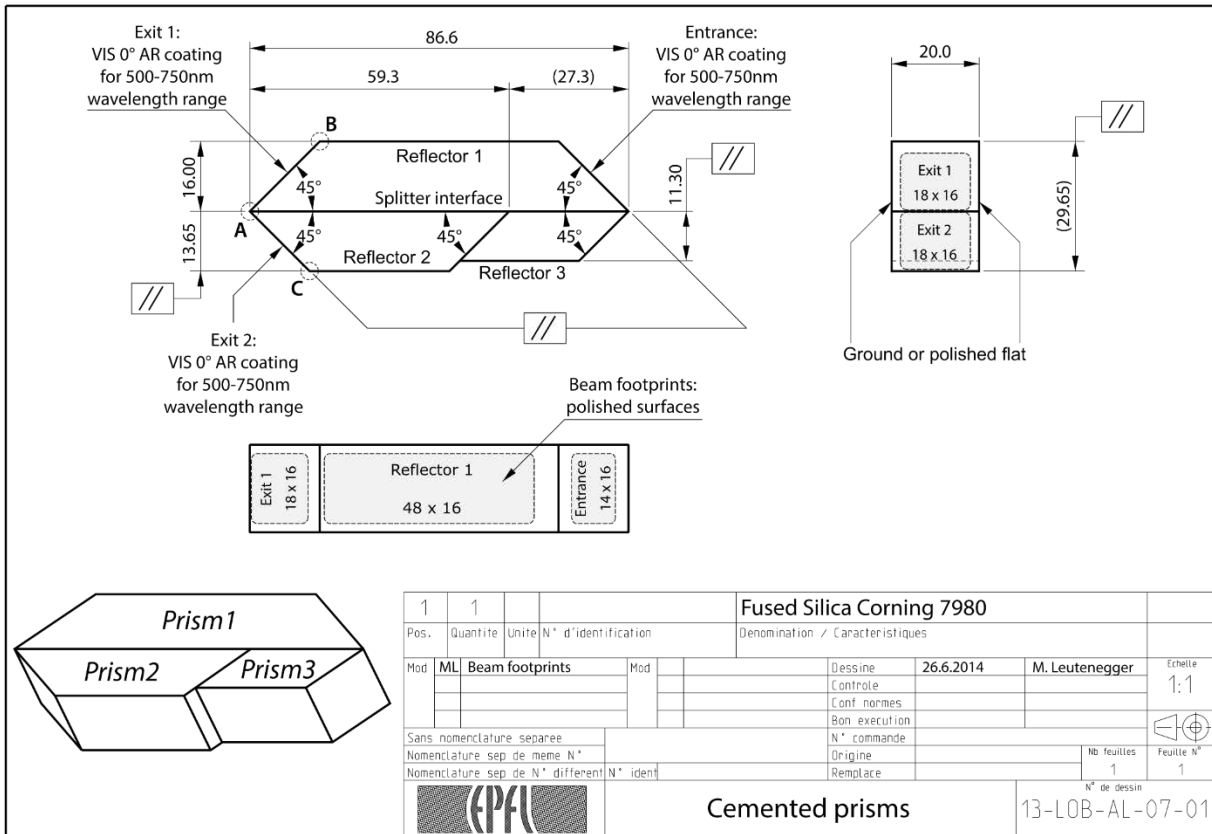 Exit 1:
VIS 0° AR coating
for 500-750nm
wavelength range
86.6
59.3
(27.3)
Entrance:
VIS 0° AR coating
for 500-750nm
wavelength range
20.0
B
Reflector 1
16.00
45°
45°
Splitter interface
11.30
A
13.65
45°
45°
45°
Reflector 2
Reflector 3
C
Exit 1
18 x 16
Exit 2
18 x 16
(29.65)
//
//
//
//
Exit 2:
VIS 0° AR coating
for 500-750nm
wavelength range
Ground or polished flat
Beam footprints:
polished surfaces
Exit 1
18 x 16
Reflector 1
48 x 16
Entrance
14 x 16
Prism1
Prism2
Prism3
1 1 Fused Silica Corning 7980
Pos. Quantite Unite N° d'identification Denomination / Caracteristiques
Mod ML Beam footprints Mod Dessine 26.6.2014 M. Leutenegger Echelle
1:1
Controle
Conf normes
Bon execution
Sans nomenclature separee N° commande
Nomenclature sep de meme N° Origine Nb feuilles Feuille N°
1 1
Nomenclature sep de N° different N° ident Remplace
EPFL Cemented prisms N° de dessin
13-LOB-AL-07-01